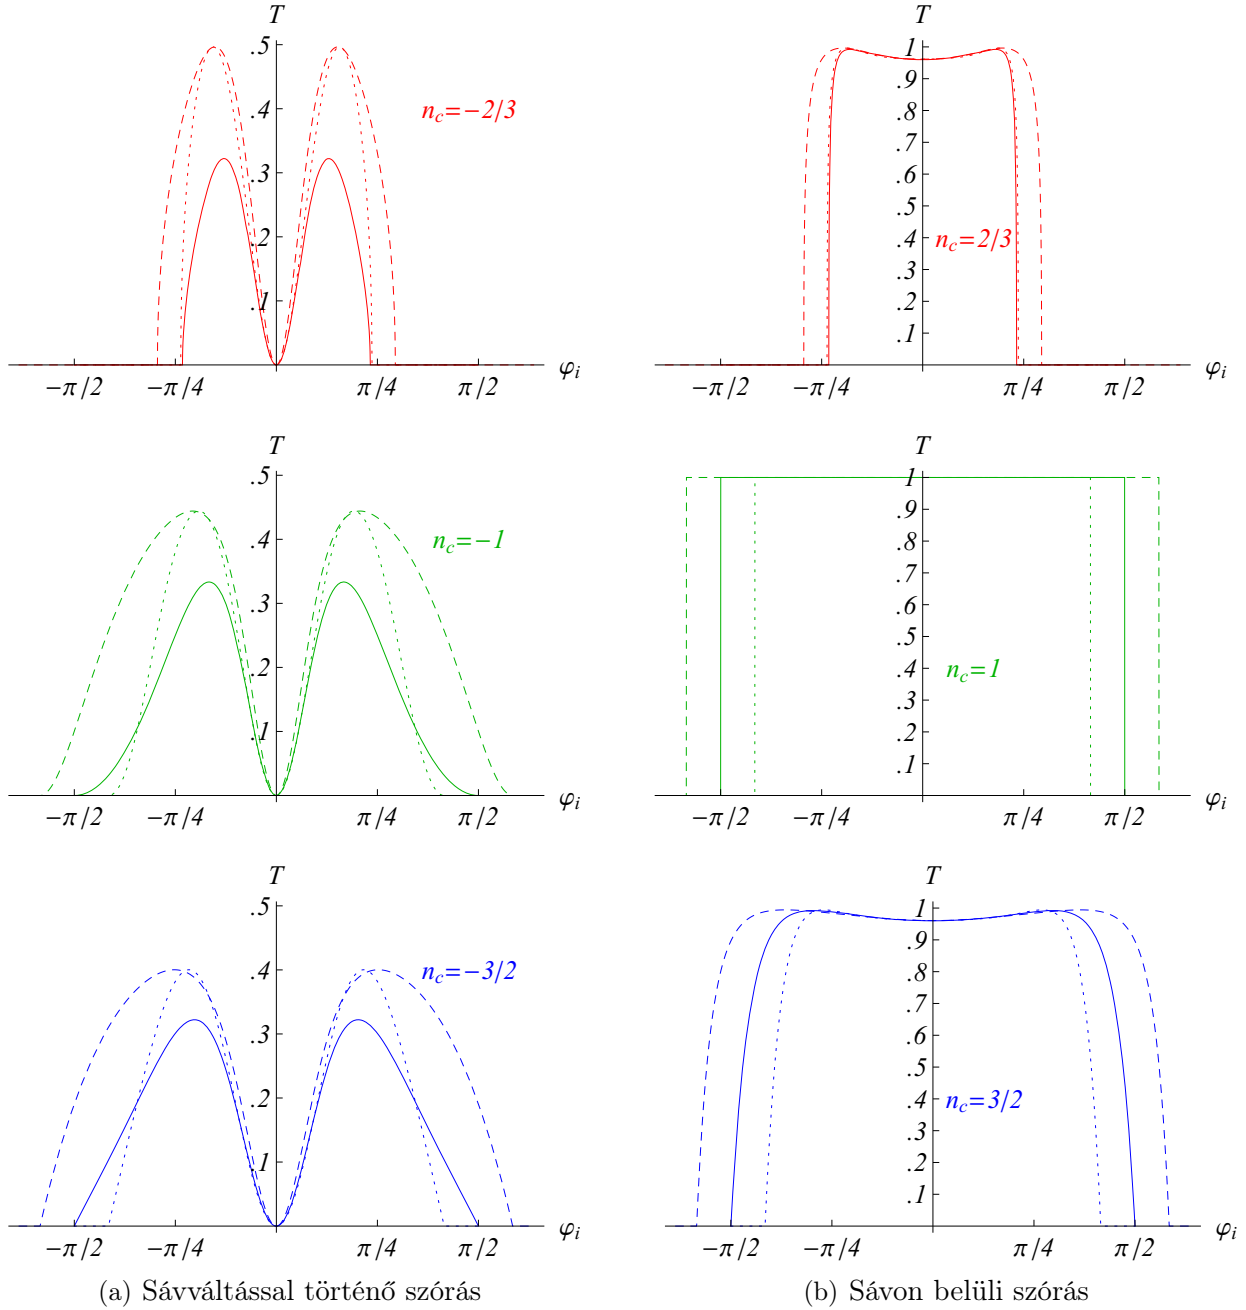 T
.5
.4
.3
.2
.1
n_c=−2/3
−π/2 −π/4 π/4 π/2 φ_i
T
1
.9
.8
.7
.6
.5
.4
.3
.2
.1
n_c=2/3
−π/2 −π/4 π/4 π/2 φ_i
T
.5
.4
.3
.2
.1
n_c=−1
−π/2 −π/4 π/4 π/2 φ_i
T
1
.9
.8
.7
.6
.5
.4
.3
.2
.1
n_c=1
−π/2 −π/4 π/4 π/2 φ_i
T
.5
.4
.3
.2
.1
n_c=−3/2
−π/2 −π/4 π/4 π/2 φ_i
T
1
.9
.8
.7
.6
.5
.4
.3
.2
.1
n_c=3/2
−π/2 −π/4 π/4 π/2 φ_i
(a) Sávváltással történő szórás
(b) Sávon belüli szórás